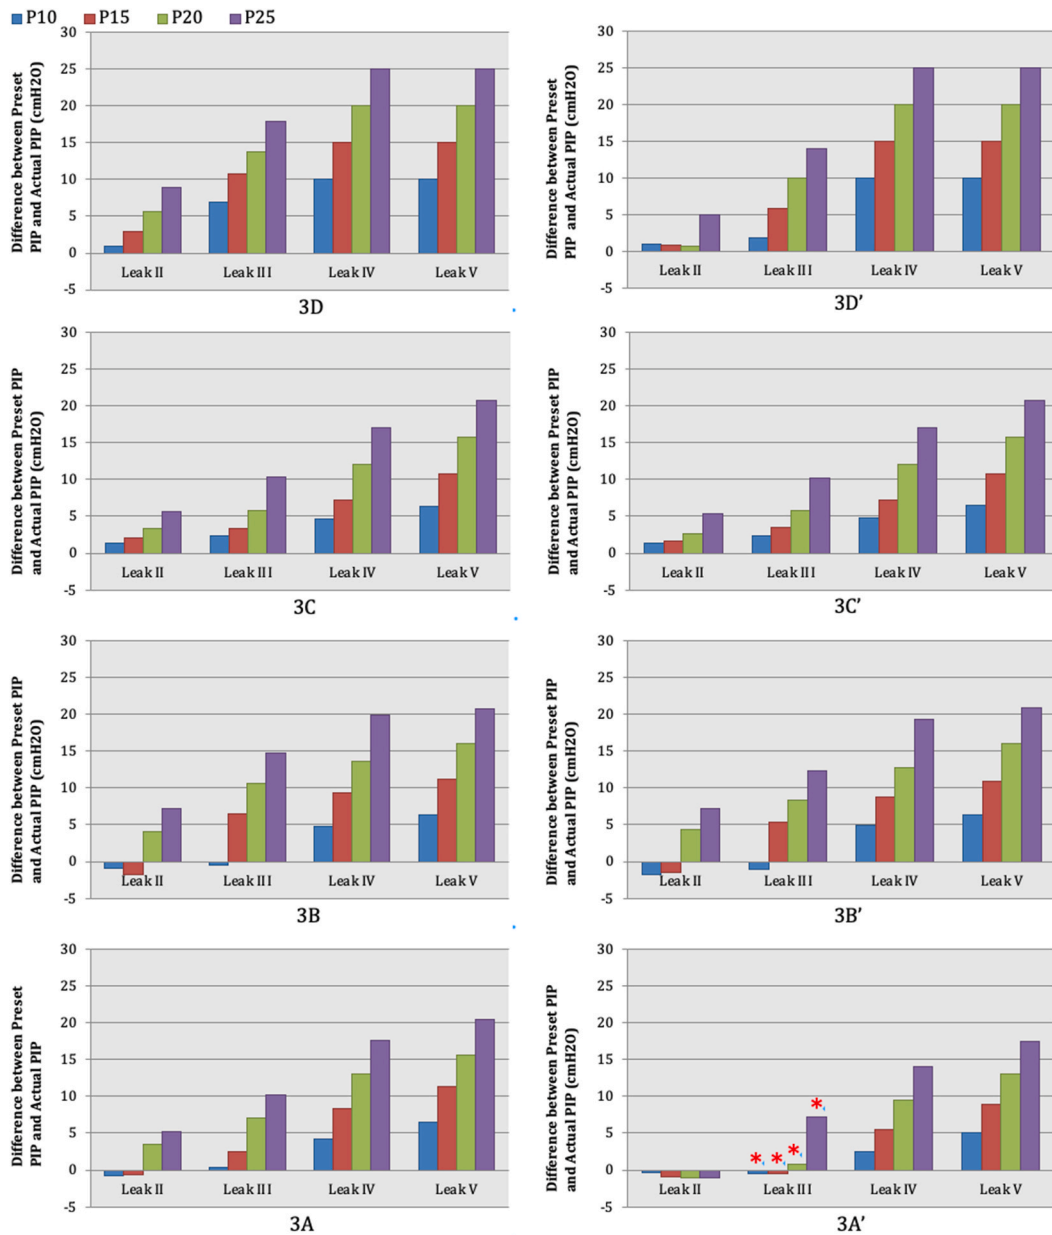 P10 P15 P20 P25
Difference between Preset
PIP and Actual PIP (cmH2O)
30
25
20
15
10
5
0
-5
Leak II Leak III I Leak IV Leak V
3D
Difference between Preset
PIP and Actual PIP (cmH2O)
30
25
20
15
10
5
0
-5
Leak II Leak III I Leak IV Leak V
3D’
Difference between Preset PIP
and Actual PIP (cmH2O)
30
25
20
15
10
5
0
-5
Leak II Leak III I Leak IV Leak V
3C
Difference between Preset PIP
and Actual PIP (cmH2O)
30
25
20
15
10
5
0
-5
Leak II Leak III I Leak IV Leak V
3C’
Difference between Preset PIP
and Actual PIP (cmH2O)
30
25
20
15
10
5
0
-5
Leak II Leak III I Leak IV Leak V
3B
Difference between Preset PIP
and Actual PIP (cmH2O)
30
25
20
15
10
5
0
-5
Leak II Leak III I Leak IV Leak V
3B’
Difference between Preset
PIP and Actual PIP
30
25
20
15
10
5
0
-5
Leak II Leak III I Leak IV Leak V
3A
Difference between Preset PIP
and Actual PIP (cmH2O)
30
25
20
15
10
5
0
-5
* * * *
Leak II Leak III I Leak IV Leak V
3A’